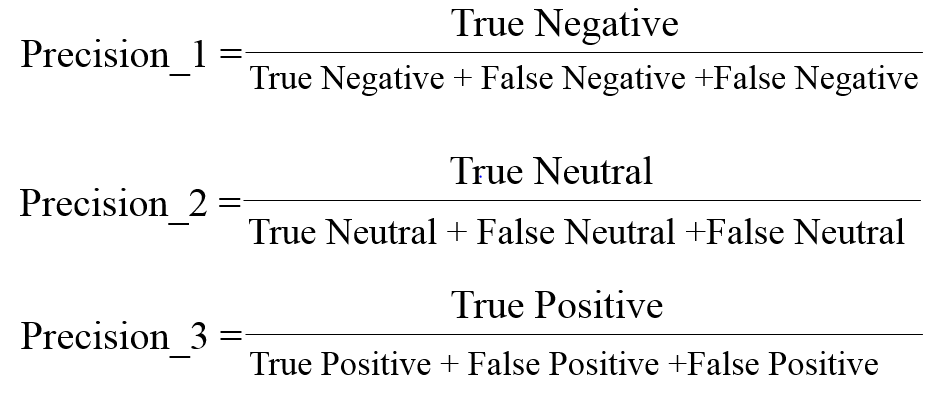 True Negative
Precision_1 =
True Negative + False Negative +False Negative
True Neutral
Precision_2 =
True Neutral + False Neutral +False Neutral
True Positive
Precision_3 =
True Positive + False Positive +False Positive